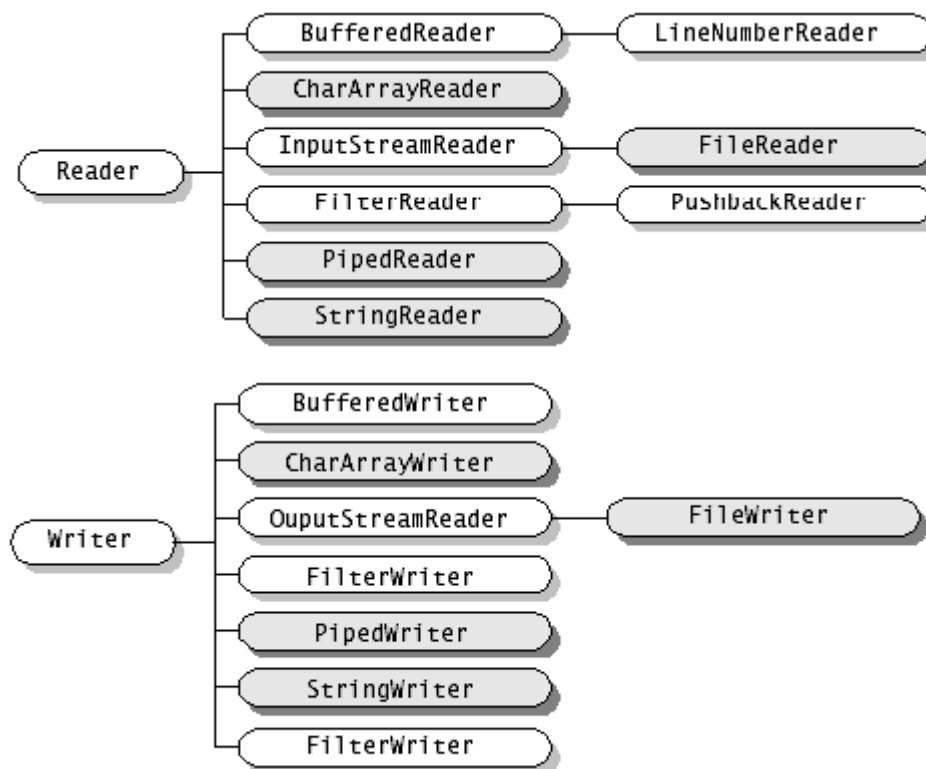 BufferedReader
LineNumberReader
CharArrayReader
InputStreamReader
FileReader
Reader
FilterReader
PushbackReader
PipedReader
StringReader
BufferedWriter
CharArrayWriter
OuputStreamReader
FileWriter
Writer
FilterWriter
PipedWriter
StringWriter
FilterWriter